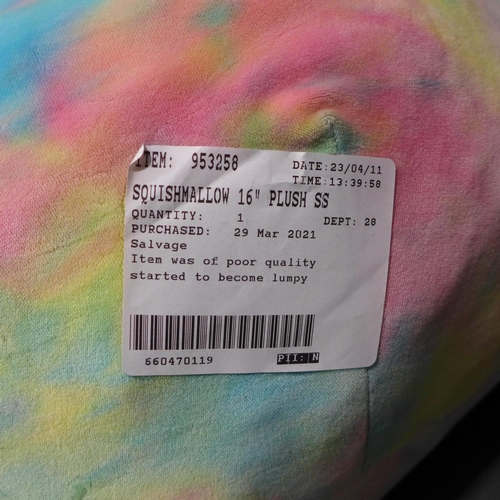 ITEM: 953258
DATE:23/04/11
TIME:13:39:58
SQUISHMALLOW 16" PLUSH SS
QUANTITY: 1
DEPT: 28
PURCHASED: 29 Mar 2021
Salvage
Item was of poor quality
started to become lumpy
660470119
PII: N